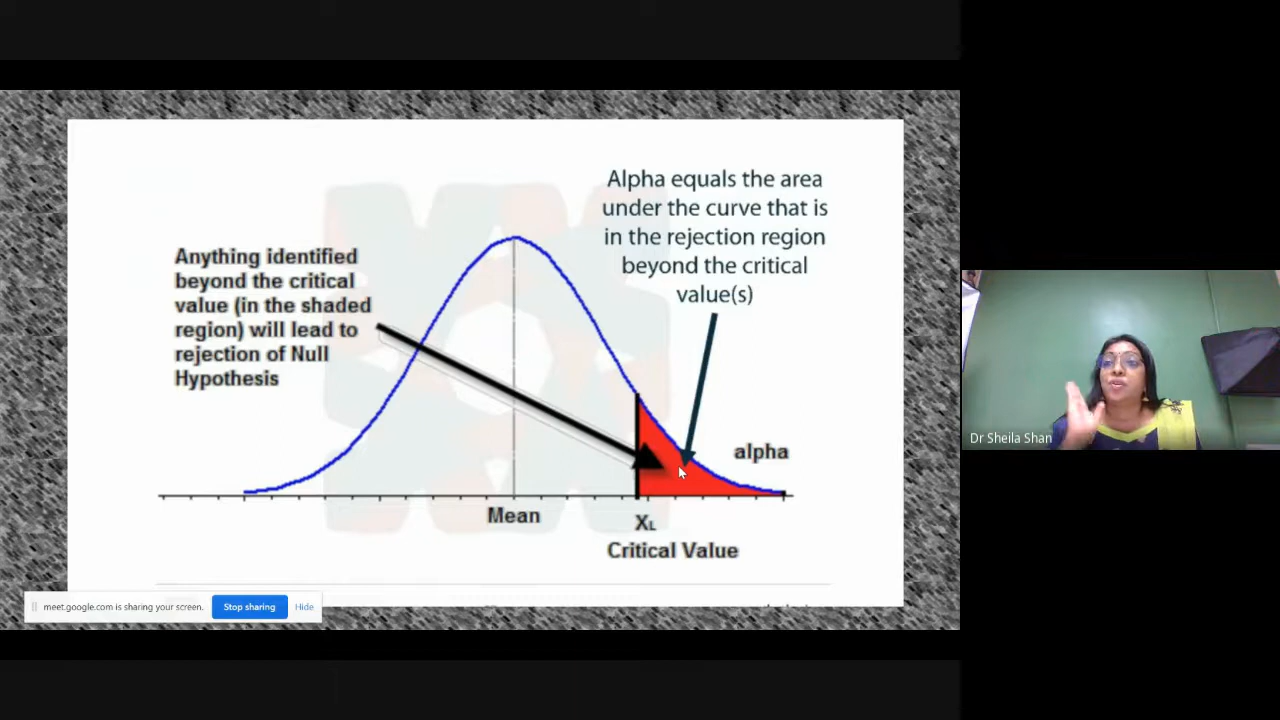 Alpha equals the area
under the curve that is
in the rejection region
beyond the critical
value(s)
Anything identified
beyond the critical
value (in the shaded
region) will lead to
rejection of Null
Hypothesis
alpha
Mean
XL
Critical Value
Dr Sheila Shan
meet.google.com is sharing your screen.
Stop sharing
Hide